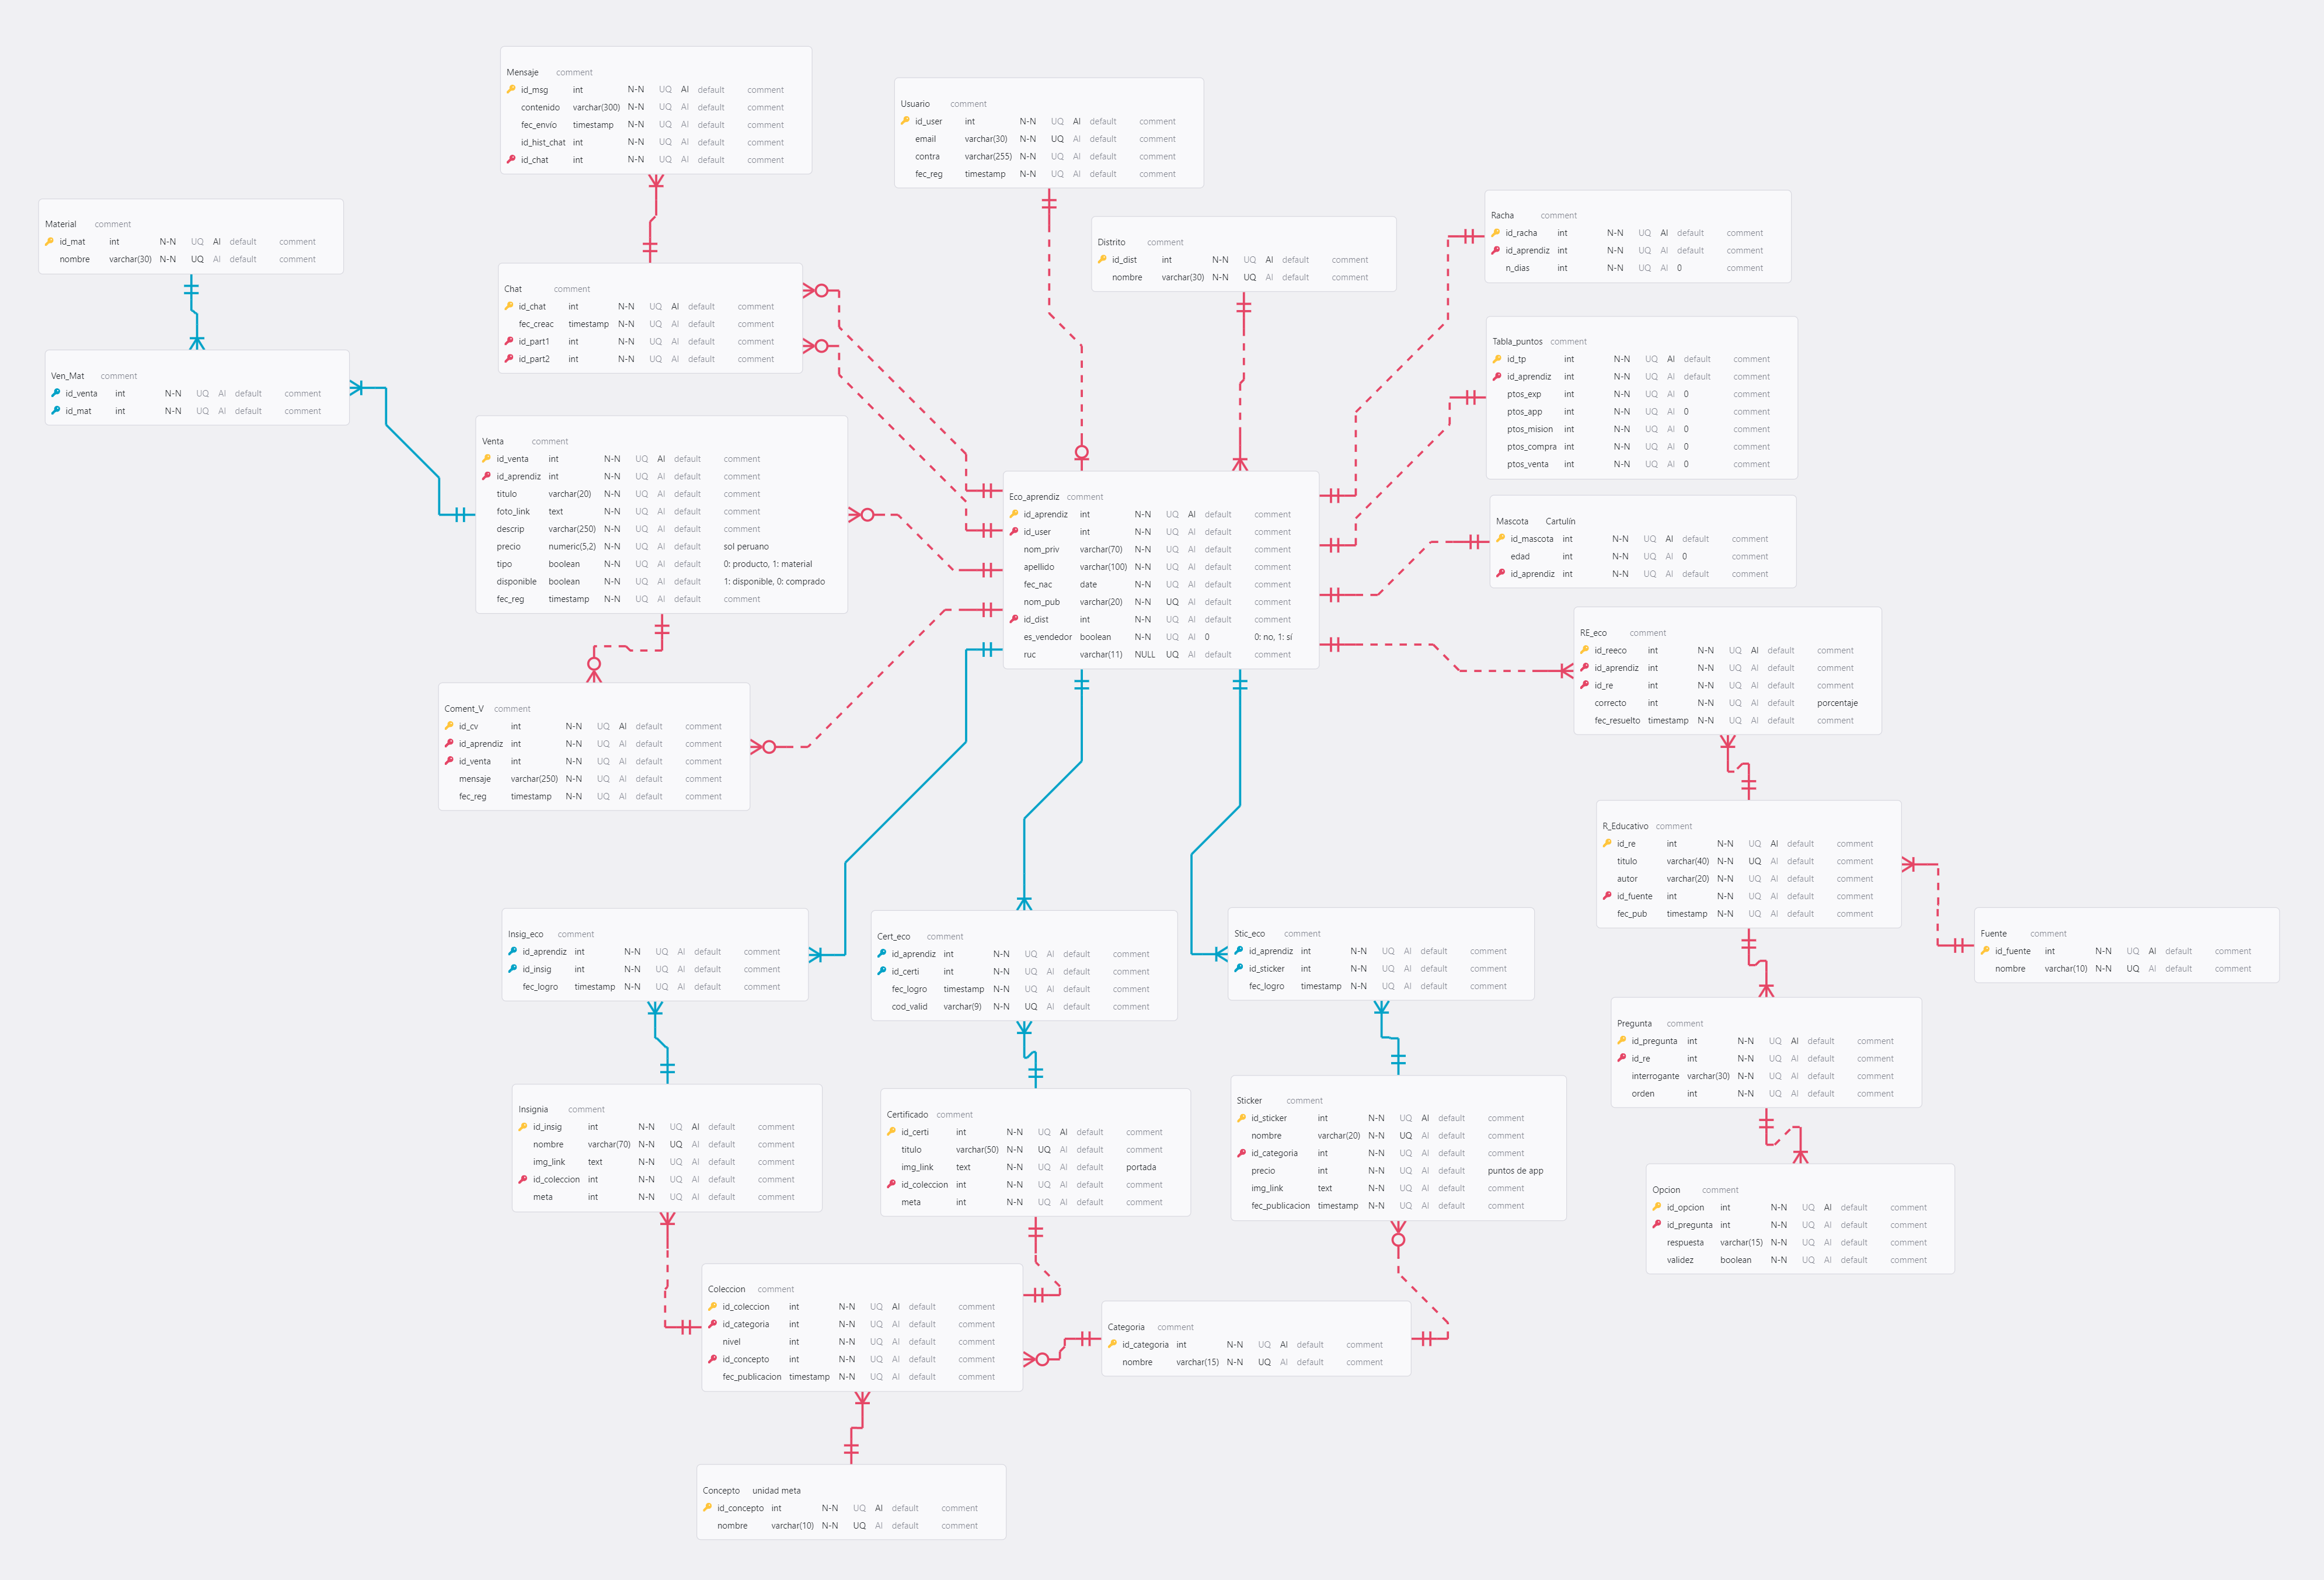 Mensaje comment
id_msg int N-N UQ AI default comment
contenido varchar(300) N-N UQ AI default comment
fec_envío timestamp N-N UQ AI default comment
id_hist_chat int N-N UQ AI default comment
id_chat int N-N UQ AI default comment
Usuario comment
id_user int N-N UQ AI default comment
email varchar(30) N-N UQ AI default comment
contra varchar(255) N-N UQ AI default comment
fec_reg timestamp N-N UQ AI default comment
Material comment
id_mat int N-N UQ AI default comment
nombre varchar(30) N-N UQ AI default comment
Distrito comment
id_dist int N-N UQ AI default comment
nombre varchar(30) N-N UQ AI default comment
Racha comment
id_racha int N-N UQ AI default comment
id_aprendiz int N-N UQ AI default comment
n_dias int N-N UQ AI 0 comment
Chat comment
id_chat int N-N UQ AI default comment
fec_creac timestamp N-N UQ AI default comment
id_part1 int N-N UQ AI default comment
id_part2 int N-N UQ AI default comment
Tabla_puntos comment
id_tp int N-N UQ AI default comment
id_aprendiz int N-N UQ AI default comment
ptos_exp int N-N UQ AI 0 comment
ptos_app int N-N UQ AI 0 comment
ptos_mision int N-N UQ AI 0 comment
ptos_compra int N-N UQ AI 0 comment
ptos_venta int N-N UQ AI 0 comment
Ven_Mat comment
id_venta int N-N UQ AI default comment
id_mat int N-N UQ AI default comment
Venta comment
id_venta int N-N UQ AI default comment
id_aprendiz int N-N UQ AI default comment
titulo varchar(20) N-N UQ AI default comment
foto_link text N-N UQ AI default comment
descrip varchar(250) N-N UQ AI default comment
precio numeric(5,2) N-N UQ AI default sol peruano
tipo boolean N-N UQ AI default 0: producto, 1: material
disponible boolean N-N UQ AI default 1: disponible, 0: comprado
fec_reg timestamp N-N UQ AI default comment
Eco_aprendiz comment
id_aprendiz int N-N UQ AI default comment
id_user int N-N UQ AI default comment
nom_priv varchar(70) N-N UQ AI default comment
apellido varchar(100) N-N UQ AI default comment
fec_nac date N-N UQ AI default comment
nom_pub varchar(20) N-N UQ AI default comment
id_dist int N-N UQ AI default comment
es_vendedor boolean N-N UQ AI 0 0: no, 1: sí
ruc varchar(11) NULL UQ AI default comment
Mascota Cartulín
id_mascota int N-N UQ AI default comment
edad int N-N UQ AI 0 comment
id_aprendiz int N-N UQ AI default comment
RE_eco comment
id_reeco int N-N UQ AI default comment
id_aprendiz int N-N UQ AI default comment
id_re int N-N UQ AI default comment
correcto int N-N UQ AI default porcentaje
fec_resuelto timestamp N-N UQ AI default comment
Coment_V comment
id_cv int N-N UQ AI default comment
id_aprendiz int N-N UQ AI default comment
id_venta int N-N UQ AI default comment
mensaje varchar(250) N-N UQ AI default comment
fec_reg timestamp N-N UQ AI default comment
R_Educativo comment
id_re int N-N UQ AI default comment
titulo varchar(40) N-N UQ AI default comment
autor varchar(20) N-N UQ AI default comment
id_fuente int N-N UQ AI default comment
fec_pub timestamp N-N UQ AI default comment
Insig_eco comment
id_aprendiz int N-N UQ AI default comment
id_insig int N-N UQ AI default comment
fec_logro timestamp N-N UQ AI default comment
Cert_eco comment
id_aprendiz int N-N UQ AI default comment
id_certi int N-N UQ AI default comment
fec_logro timestamp N-N UQ AI default comment
cod_valid varchar(9) N-N UQ AI default comment
Stic_eco comment
id_aprendiz int N-N UQ AI default comment
id_sticker int N-N UQ AI default comment
fec_logro timestamp N-N UQ AI default comment
Fuente comment
id_fuente int N-N UQ AI default comment
nombre varchar(10) N-N UQ AI default comment
Pregunta comment
id_pregunta int N-N UQ AI default comment
id_re int N-N UQ AI default comment
interrogante varchar(30) N-N UQ AI default comment
orden int N-N UQ AI default comment
Insignia comment
id_insig int N-N UQ AI default comment
nombre varchar(70) N-N UQ AI default comment
img_link text N-N UQ AI default comment
id_coleccion int N-N UQ AI default comment
meta int N-N UQ AI default comment
Certificado comment
id_certi int N-N UQ AI default comment
titulo varchar(50) N-N UQ AI default comment
img_link text N-N UQ AI default portada
id_coleccion int N-N UQ AI default comment
meta int N-N UQ AI default comment
Sticker comment
id_sticker int N-N UQ AI default comment
nombre varchar(20) N-N UQ AI default comment
id_categoria int N-N UQ AI default comment
precio int N-N UQ AI default puntos de app
img_link text N-N UQ AI default comment
fec_publicacion timestamp N-N UQ AI default comment
Opcion comment
id_opcion int N-N UQ AI default comment
id_pregunta int N-N UQ AI default comment
respuesta varchar(15) N-N UQ AI default comment
validez boolean N-N UQ AI default comment
Coleccion comment
id_coleccion int N-N UQ AI default comment
id_categoria int N-N UQ AI default comment
nivel int N-N UQ AI default comment
id_concepto int N-N UQ AI default comment
fec_publicacion timestamp N-N UQ AI default comment
Categoria comment
id_categoria int N-N UQ AI default comment
nombre varchar(15) N-N UQ AI default comment
Concepto unidad meta
id_concepto int N-N UQ AI default comment
nombre varchar(10) N-N UQ AI default comment